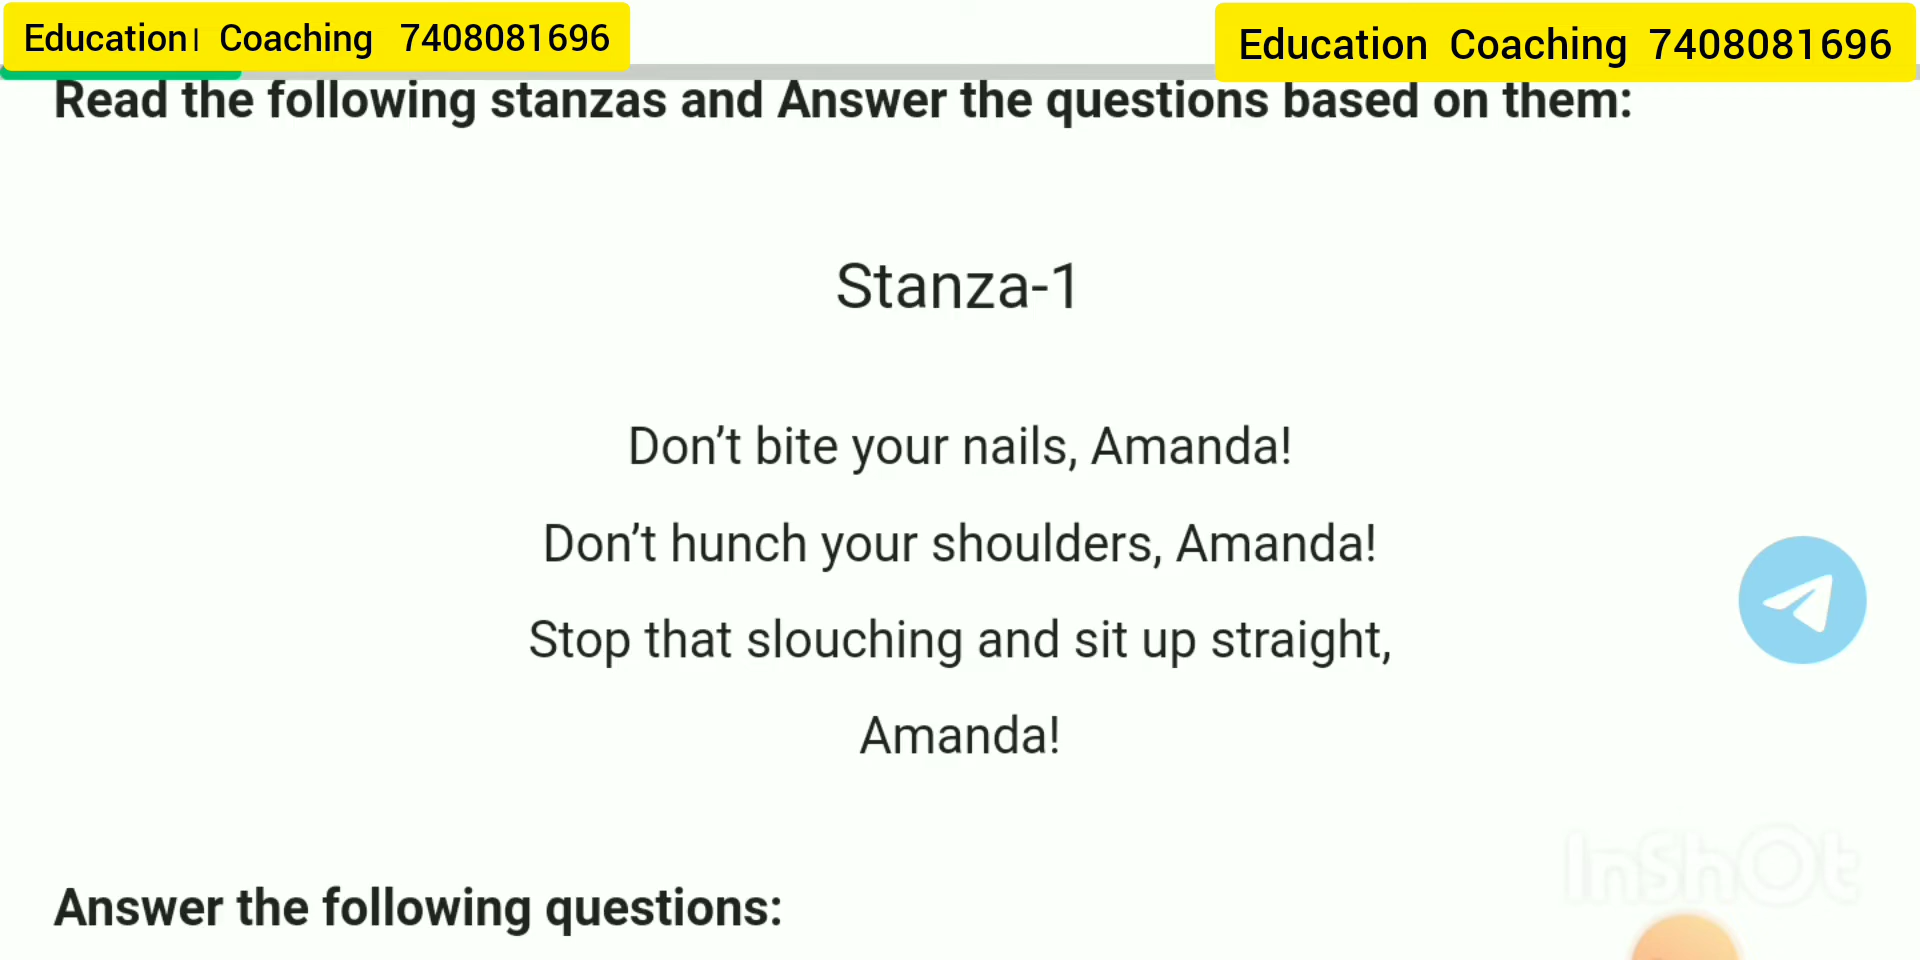 Education। Coaching 7408081696
Education Coaching 7408081696
Read the following stanzas and Answer the questions based on them:
Stanza-1
Don’t bite your nails, Amanda!
Don’t hunch your shoulders, Amanda!
Stop that slouching and sit up straight,
Amanda!
InShOt
Answer the following questions: